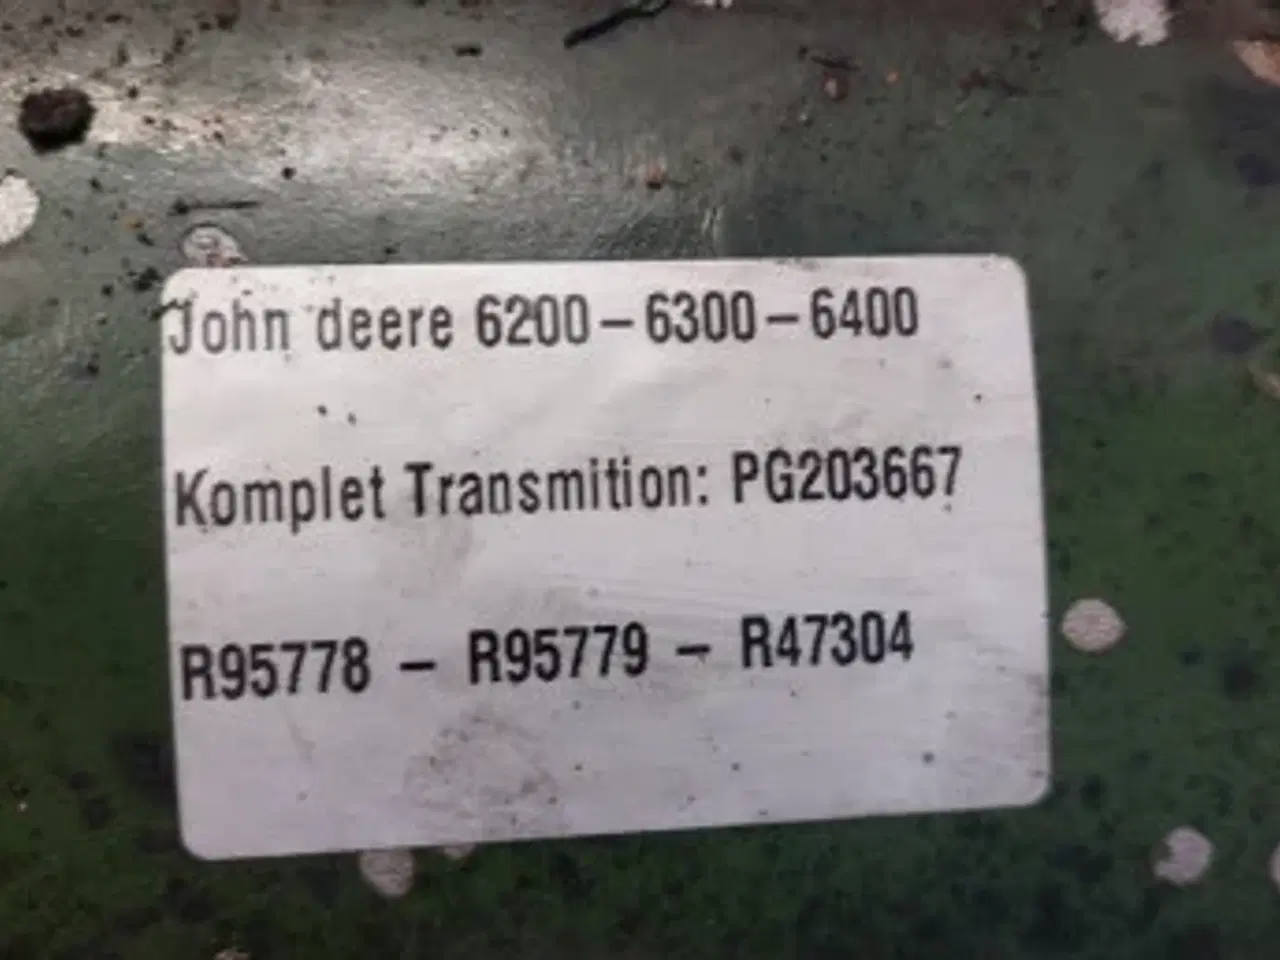 John deere 6200-6300-6400
Komplet Transmition: PG203667
R95778 - R95779 - R47304